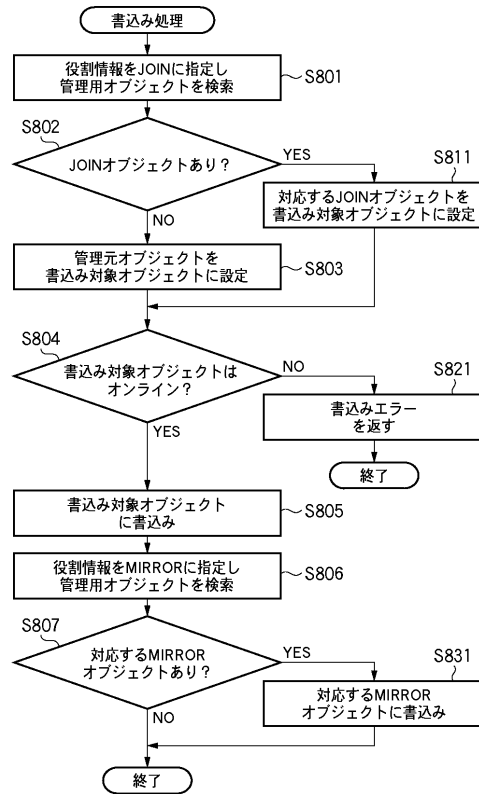 書込み処理
役割情報をJOINに指定し
管理用オブジェクトを検索
S801
S802
JOINオブジェクトあり?
YES
NO
S811
対応するJOINオブジェクトを
書込み対象オブジェクトに設定
管理元オブジェクトを
書込み対象オブジェクトに設定
S803
S804
書込み対象オブジェクトは
オンライン?
NO
YES
S821
書込みエラー
を返す
終了
書込み対象オブジェクト
に書込み
S805
役割情報をMIRRORに指定し
管理用オブジェクトを検索
S806
S807
対応するMIRROR
オブジェクトあり?
YES
NO
S831
対応するMIRROR
オブジェクトに書込み
終了